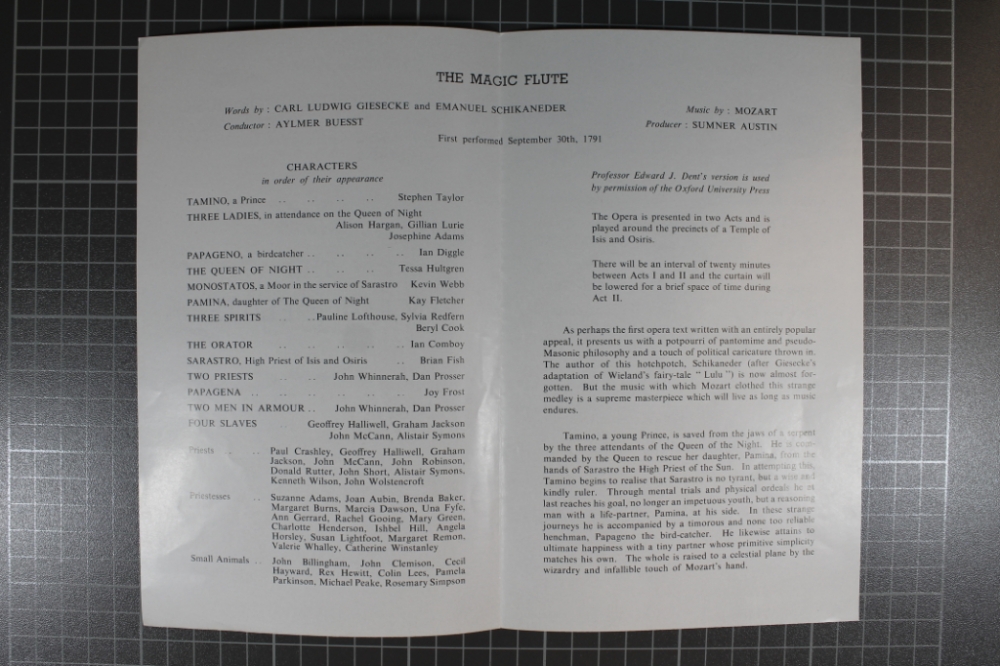 THE MAGIC FLUTE
Words by : CARL LUDWIG GIESECKE and EMANUEL SCHIKANEDER
Music by : MOZART
Conductor : AYLMER BUESST
Producer : SUMNER AUSTIN
First performed September 30th, 1791
CHARACTERS
in order of their appearance
TAMINO, a Prince .. .. .. .. Stephen Taylor
THREE LADIES, in attendance on the Queen of Night
Alison Hargan, Gillian Lurie
Josephine Adams
PAPAGENO, a birdcatcher .. .. .. .. Ian Diggle
THE QUEEN OF NIGHT .. .. .. Tessa Hultgren
MONOSTATOS, a Moor in the service of Sarastro Kevin Webb
PAMINA, daughter of The Queen of Night Kay Fletcher
THREE SPIRITS .. .. Pauline Lofthouse, Sylvia Redfern
Beryl Cook
THE ORATOR .. .. .. .. Ian Comboy
SARASTRO, High Priest of Isis and Osiris .. Brian Fish
TWO PRIESTS .. .. John Whinnerah, Dan Prosser
PAPAGENA .. .. .. .. .. Joy Frost
TWO MEN IN ARMOUR .. John Whinnerah, Dan Prosser
FOUR SLAVES .. Geoffrey Halliwell, Graham Jackson
John McCann, Alistair Symons
Priests .. .. Paul Crashley, Geoffrey Halliwell, Graham
Jackson, John McCann, John Robinson,
Donald Rutter, John Short, Alistair Symons,
Kenneth Wilson, John Wolstencroft
Priestesses .. Suzanne Adams, Joan Aubin, Brenda Baker,
Margaret Burns, Marcis Dawson, Una Fyfe,
Ann Gerrard, Rachel Gooing, Mary Green,
Charlotte Henderson, Ishbel Hill, Angela
Horsley, Susan Lightfoot, Margaret Remon,
Valerie Whalley, Catherine Winstanley
Small Animals .. John Billingham, John Clemison, Cecil
Hayward, Rex Hewitt, Colin Lees, Pamela
Parkinson, Michael Peake, Rosemary Simpson
Professor Edward J. Dent's version is used
by permission of the Oxford University Press
The Opera is presented in two Acts and is
played around the precincts of a Temple of
Isis and Osiris.
There will be an interval of twenty minutes
between Acts I and II and the curtain will
be lowered for a brief space of time during
Act II.
As perhaps the first opera text written with an entirely popular
appeal, it presents us with a potpourri of pantomime and pseudo-
Masonic philosophy and a touch of political caricature thrown in.
The author of this hotchpotch, Schikaneder (after Giesecke's
adaptation of Wieland's fairy-tale " Lulu ") is now almost for-
gotten. But the music with which Mozart clothed this strange
medley is a supreme masterpiece which will live as long as music
endures.
Tamino, a young Prince, is saved from the jaws of a serpent
by the three attendants of the Queen of the Night. He is com-
manded by the Queen to rescue her daughter, Pamina, from the
hands of Sarastro the High Priest of the Sun. In attempting this,
Tamino begins to realise that Sarastro is no tyrant, but a wise and
kindly ruler. Through mental trials and physical ordeals he at
last reaches his goal, no longer an impetuous youth, but a reasoning
man with a life-partner, Pamina, at his side. In these strange
journeys he is accompanied by a timorous and none too reliable
henchman, Papageno the bird-catcher. He likewise attains to
ultimate happiness with a tiny partner whose primitive simplicity
matches his own. The whole is raised to a celestial plane by the
wizardry and infallible touch of Mozart's hand.